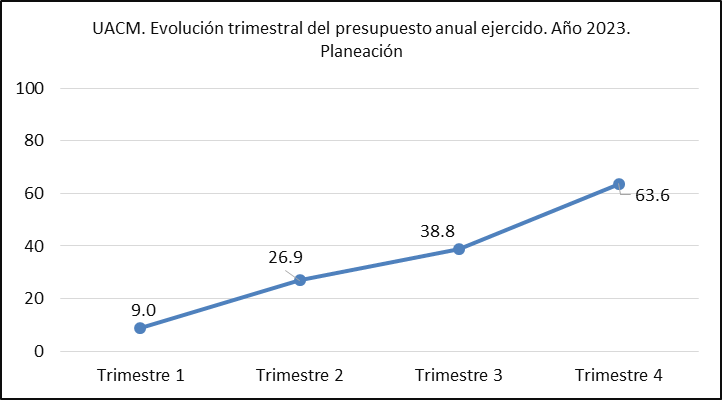 UACM. Evolución trimestral del presupuesto anual ejercido. Año 2023.
Planeación
100
80
60
40
20
0
9.0
26.9
38.8
63.6
Trimestre 1
Trimestre 2
Trimestre 3
Trimestre 4